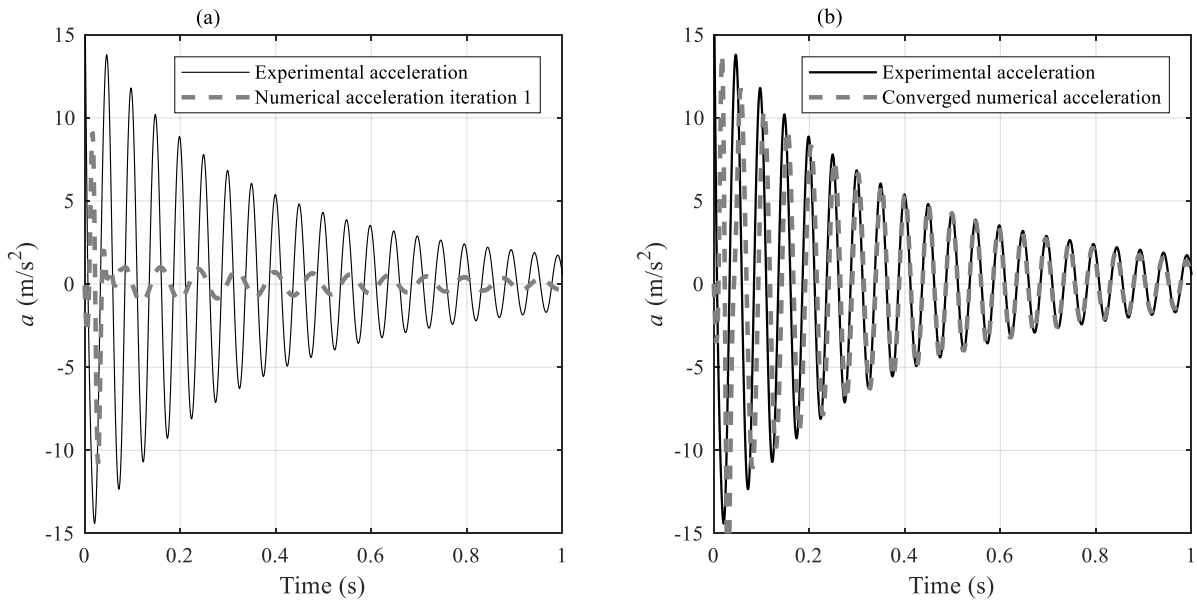 (a)
15
10
5
0
-5
-10
-15
a (m/s²)
Experimental acceleration
Numerical acceleration iteration 1
0 0.2 0.4 0.6 0.8 1
Time (s)
(b)
15
10
5
0
-5
-10
-15
a (m/s²)
Experimental acceleration
Converged numerical acceleration
0 0.2 0.4 0.6 0.8 1
Time (s)